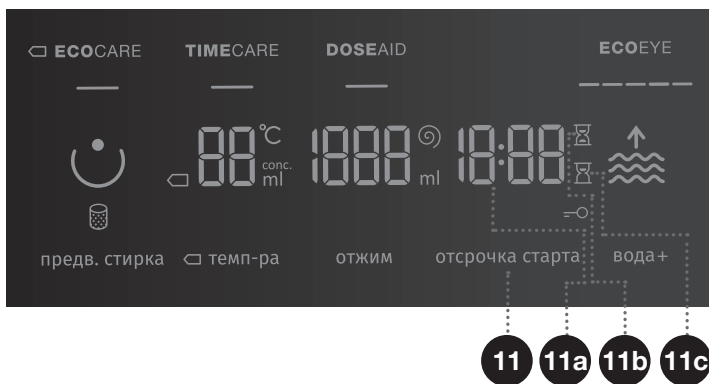 ECOCARE TIMECARE DOSEAID ECOEYE
88 °C 1888 18:88
conc.
ml ml
предв. стирка темп-ра отжим отсрочка старта вода+
11 11a 11b 11c